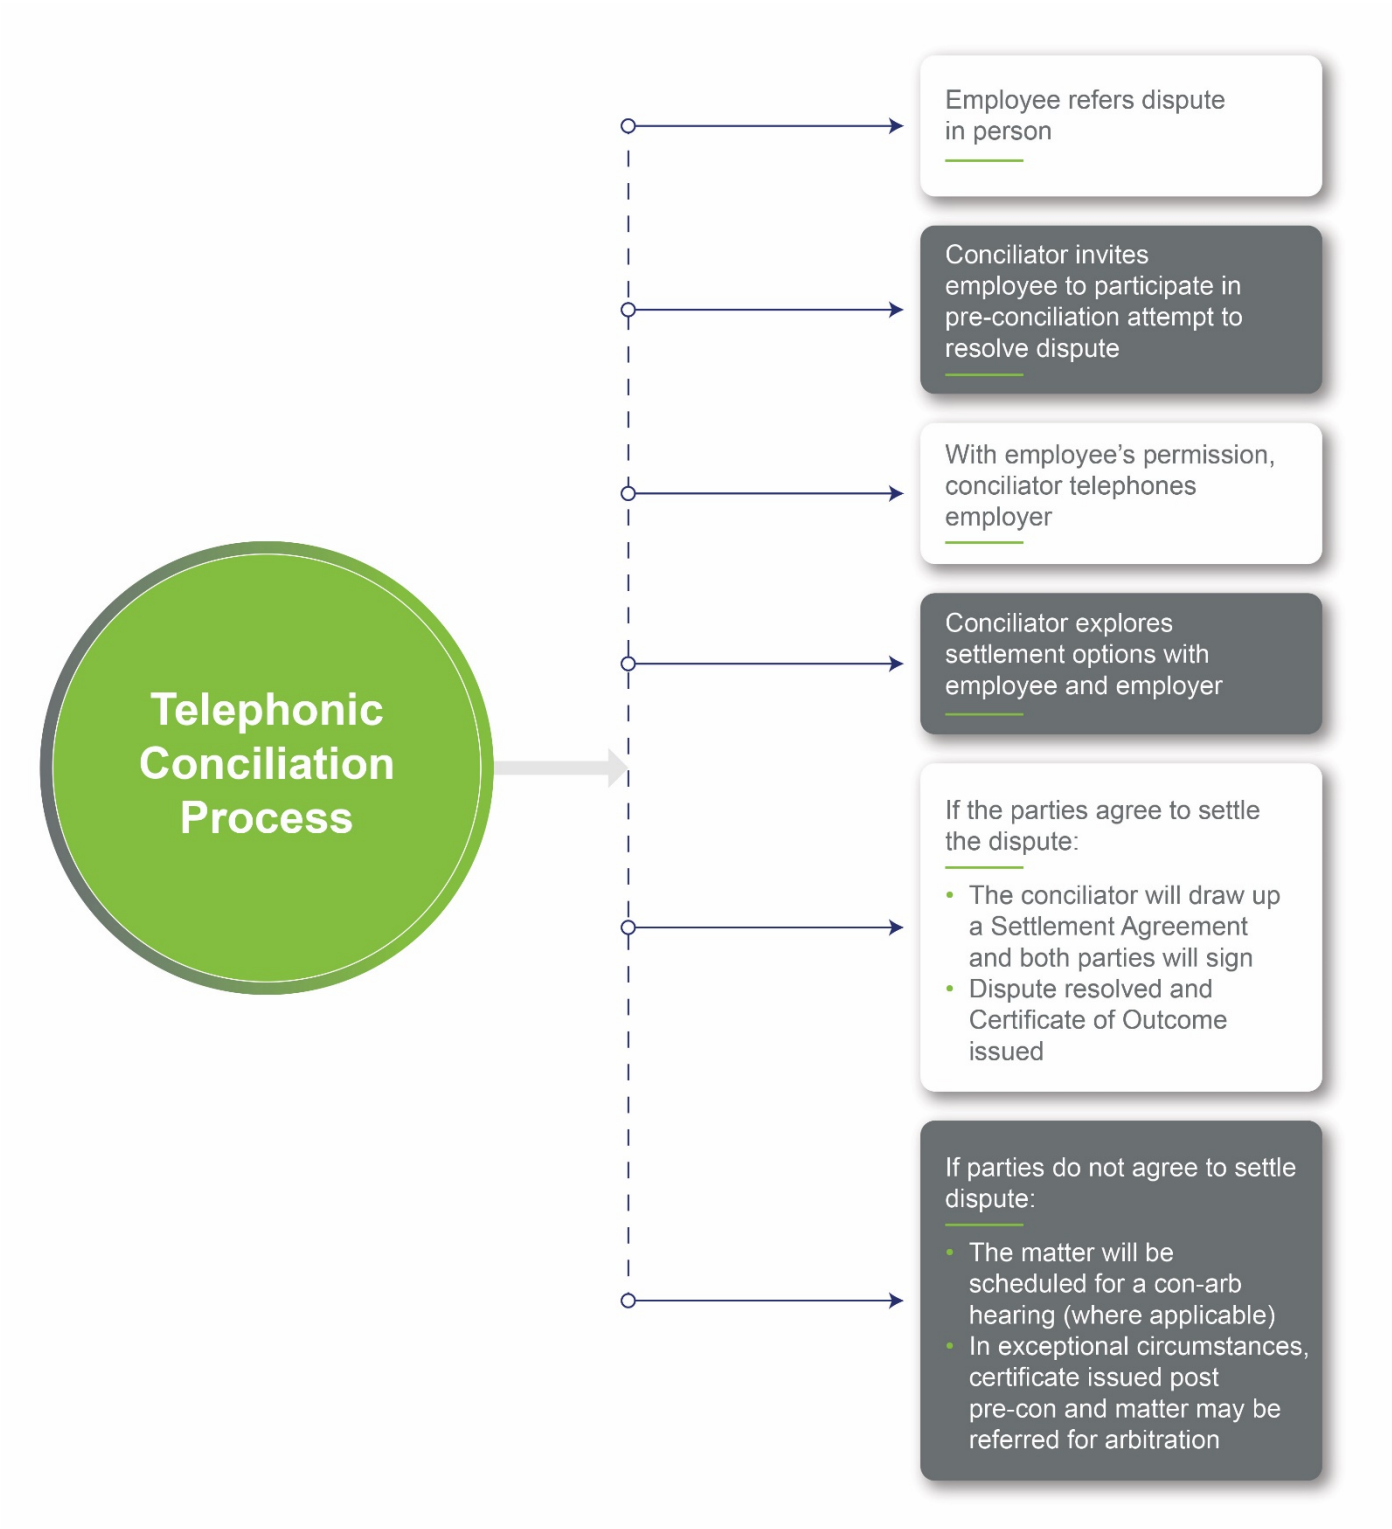 Telephonic
Conciliation
Process
Employee refers dispute
in person
Conciliator invites
employee to participate in
pre-conciliation attempt to
resolve dispute
With employee’s permission,
conciliator telephones
employer
Conciliator explores
settlement options with
employee and employer
If the parties agree to settle
the dispute:
• The conciliator will draw up
a Settlement Agreement
and both parties will sign
• Dispute resolved and
Certificate of Outcome
issued
If parties do not agree to settle
dispute:
• The matter will be
scheduled for a con-arb
hearing (where applicable)
• In exceptional circumstances,
certificate issued post
pre-con and matter may be
referred for arbitration